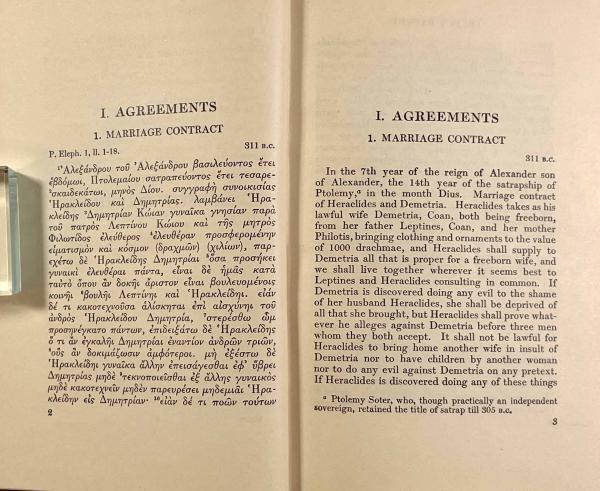 I. AGREEMENTS
1. MARRIAGE CONTRACT
P. Eleph. 1, ll. 1-18. 311 B.C.
¹Ἀλεξάνδρου τοῦ Ἀλεξάνδρου βασιλεύοντος ἔτει
ἑβδόμωι, Πτολεμαίου σατραπεύοντος ἔτει τεσαρε-
²σκαιδεκάτωι, μηνὸς Δίου. συγγραφὴ συνοικισίας
Ἡρακλείδου καὶ Δημητρίας. λαμβάνει Ἡρα-
κλείδης ³Δημητρίαν Κώιαν γυναῖκα γνησίαν παρὰ
τοῦ πατρὸς Λεπτίνου Κώιου καὶ τῆς μητρὸς
Φιλωτίδος ἐλεύθερος ⁴ἐλευθέραν προσφερομένην
εἱματισμὸν καὶ κόσμον (δραχμῶν) (χιλίων), παρ-
εχέτω δὲ Ἡρακλείδης Δημητρίαι ⁵ὅσα προσήκει
γυναικὶ ἐλευθέραι πάντα, εἶναι δὲ ἡμᾶς κατὰ
ταὐτὸ ὅπου ἂν δοκῆι ἄριστον εἶναι βουλευομένοις
κοινῆι ⁶βουλῆι Λεπτίνηι καὶ Ἡρακλείδηι. εἰὰν
δέ τι κακοτεχνοῦσα ἁλίσκηται ἐπὶ αἰσχύνηι τοῦ
ἀνδρὸς Ἡρακλείδου Δημητρία, ⁷στερέσθω ὧμ
προσηνέγκατο πάντων, ἐπιδειξάτω δὲ Ἡρακλείδης
ὅ τι ἂν ἐγκαλῆι Δημητρίαι ἐναντίον ἀνδρῶν τριῶν,
⁸οὓς ἂν δοκιμάζωσιν ἀμφότεροι. μὴ ἐξέστω δὲ
Ἡρακλείδηι γυναῖκα ἄλλην ἐπεισάγεσθαι ἐφ᾽ ὕβρει
Δημητρίας μηδὲ ⁹τεκνοποιεῖσθαι ἐξ ἄλλης γυναικὸς
μηδὲ κακοτεχνεῖν μηδὲν παρευρέσει μηδεμιᾶι Ἡρα-
κλείδην εἰς Δημητρίαν· ¹⁰εἰὰν δέ τι ποῶν τούτων
2
I. AGREEMENTS
1. MARRIAGE CONTRACT
311 B.C.
In the 7th year of the reign of Alexander son
of Alexander, the 14th year of the satrapship of
Ptolemy,ᵃ in the month Dius. Marriage contract
of Heraclides and Demetria. Heraclides takes as his
lawful wife Demetria, Coan, both being freeborn,
from her father Leptines, Coan, and her mother
Philotis, bringing clothing and ornaments to the value
of 1000 drachmae, and Heraclides shall supply to
Demetria all that is proper for a freeborn wife, and
we shall live together wherever it seems best to
Leptines and Heraclides consulting in common. If
Demetria is discovered doing any evil to the shame
of her husband Heraclides, she shall be deprived of
all that she brought, but Heraclides shall prove what-
ever he alleges against Demetria before three men
whom they both accept. It shall not be lawful for
Heraclides to bring home another wife in insult of
Demetria nor to have children by another woman
nor to do any evil against Demetria on any pretext.
If Heraclides is discovered doing any of these things
ᵃ Ptolemy Soter, who, though practically an independent
sovereign, retained the title of satrap till 305 B.C.
3